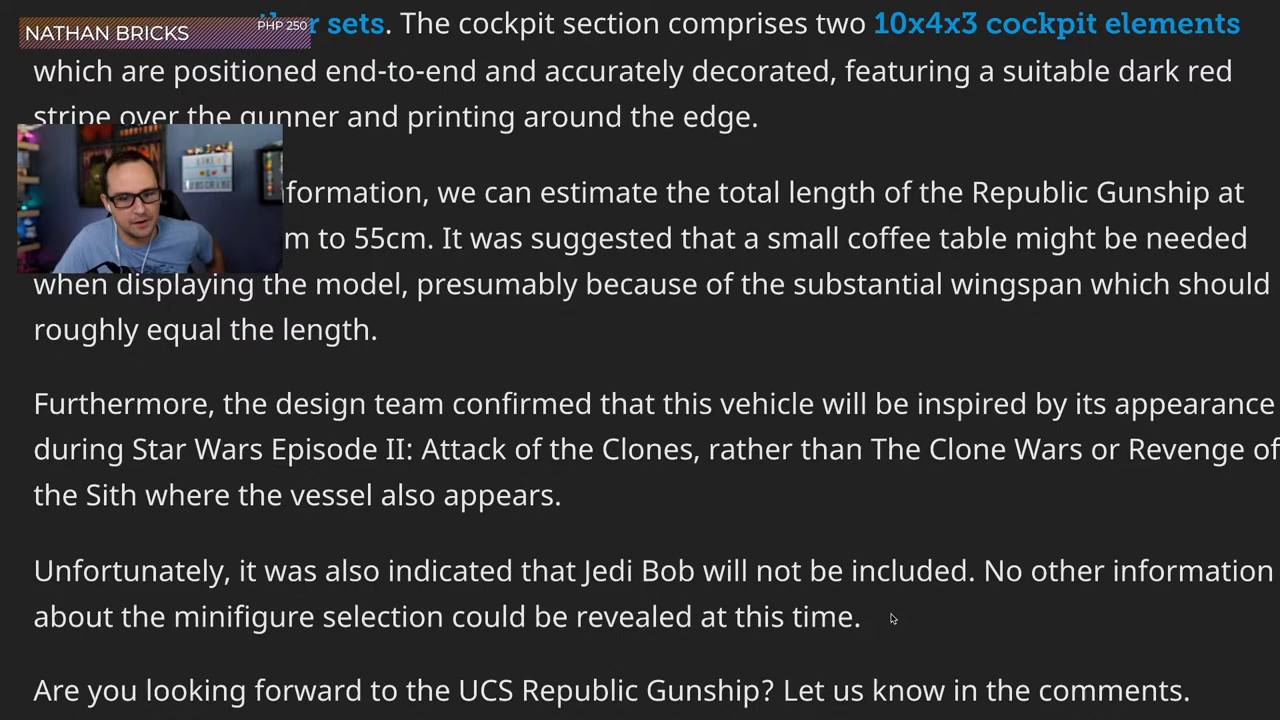 NATHAN BRICKS
PHP 250
sets. The cockpit section comprises two 10x4x3 cockpit elements
which are positioned end-to-end and accurately decorated, featuring a suitable dark red
stripe over the gunner and printing around the edge.
formation, we can estimate the total length of the Republic Gunship at
m to 55cm. It was suggested that a small coffee table might be needed
when displaying the model, presumably because of the substantial wingspan which should
roughly equal the length.
Furthermore, the design team confirmed that this vehicle will be inspired by its appearance
during Star Wars Episode II: Attack of the Clones, rather than The Clone Wars or Revenge of
the Sith where the vessel also appears.
Unfortunately, it was also indicated that Jedi Bob will not be included. No other information
about the minifigure selection could be revealed at this time.
Are you looking forward to the UCS Republic Gunship? Let us know in the comments.